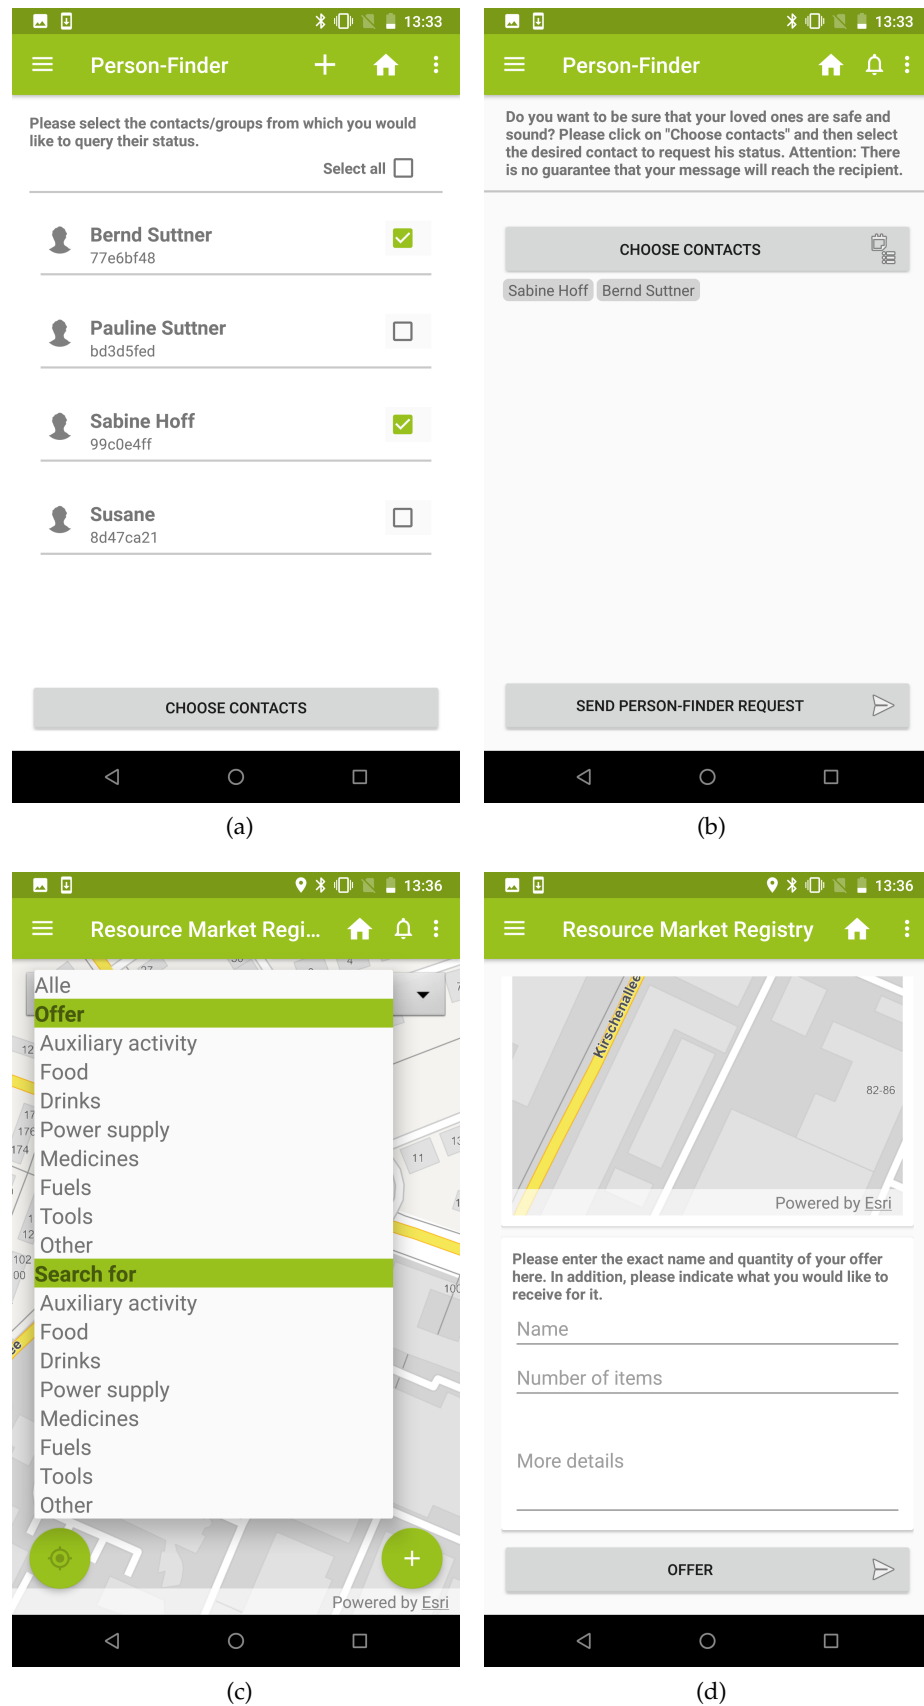 13:33
Person-Finder
Please select the contacts/groups from which you would
like to query their status.
Select all
Bernd Suttner
77e6bf48
Pauline Suttner
bd3d5fed
Sabine Hoff
99c0e4ff
Susane
8d47ca21
CHOOSE CONTACTS
(a)
13:33
Person-Finder
Do you want to be sure that your loved ones are safe and
sound? Please click on "Choose contacts" and then select
the desired contact to request his status. Attention: There
is no guarantee that your message will reach the recipient.
CHOOSE CONTACTS
Sabine Hoff Bernd Suttner
SEND PERSON-FINDER REQUEST
(b)
13:36
Resource Market Regi...
Alle
Offer
Auxiliary activity
Food
Drinks
Power supply
Medicines
Fuels
Tools
Other
Search for
Auxiliary activity
Food
Drinks
Power supply
Medicines
Fuels
Tools
Other
174
11
102
Powered by Esri
(c)
13:36
Resource Market Registry
Kirschenallee
82-86
Powered by Esri
Please enter the exact name and quantity of your offer
here. In addition, please indicate what you would like to
receive for it.
Name
Number of items
More details
OFFER
(d)